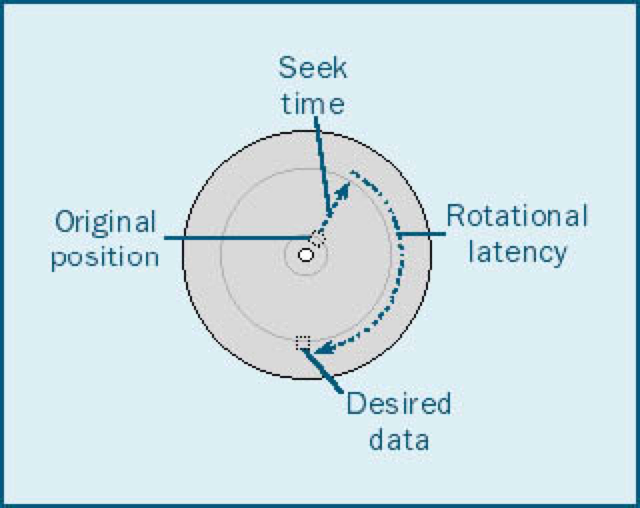 Seek
time
Original
position
Rotational
latency
Desired
data